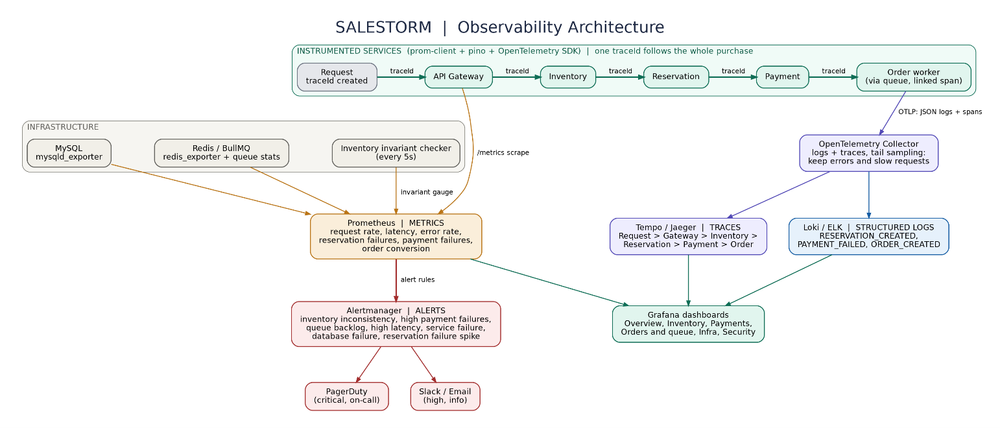 SALESTORM | Observability Architecture
INSTRUMENTED SERVICES (prom-client + pino + OpenTelemetry SDK) | one traceId follows the whole purchase
Request
traceId created
traceId
API Gateway
traceId
Inventory
traceId
Reservation
traceId
Payment
traceId
Order worker
(via queue, linked span)
OTLP: JSON logs + spans
INFRASTRUCTURE
MySQL
mysqld_exporter
Redis / BullMQ
redis_exporter + queue stats
Inventory invariant checker
(every 5s)
/metrics scrape
OpenTelemetry Collector
logs + traces, tail sampling:
keep errors and slow requests
invariant gauge
Prometheus | METRICS
request rate, latency, error rate,
reservation failures, payment failures,
order conversion
Tempo / Jaeger | TRACES
Request > Gateway > Inventory >
Reservation > Payment > Order
Loki / ELK | STRUCTURED LOGS
RESERVATION_CREATED,
PAYMENT_FAILED, ORDER_CREATED
alert rules
Alertmanager | ALERTS
inventory inconsistency, high payment failures,
queue backlog, high latency, service failure,
database failure, reservation failure spike
Grafana dashboards
Overview, Inventory, Payments,
Orders and queue, Infra, Security
PagerDuty
(critical, on-call)
Slack / Email
(high, info)